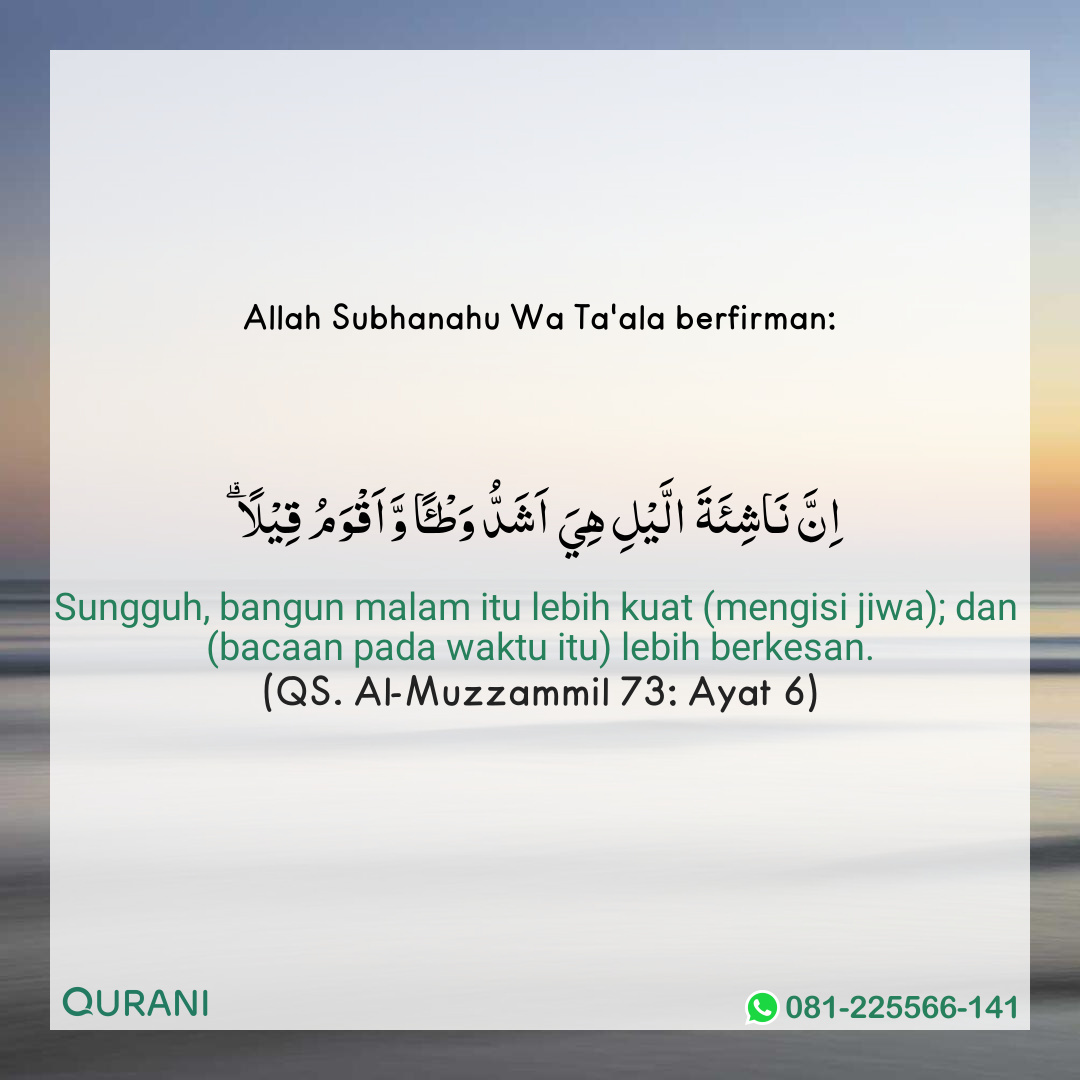 Allah Subhanahu Wa Ta'ala berfirman:
اِنَّ نَاشِئَةَ الَّيْلِ هِيَ اَشَدُّ وَطْـًٔا وَّاَقْوَمُ قِيْلًاۗ
Sungguh, bangun malam itu lebih kuat (mengisi jiwa); dan
(bacaan pada waktu itu) lebih berkesan.
(QS. Al-Muzzammil 73: Ayat 6)
QURANI
081-225566-141